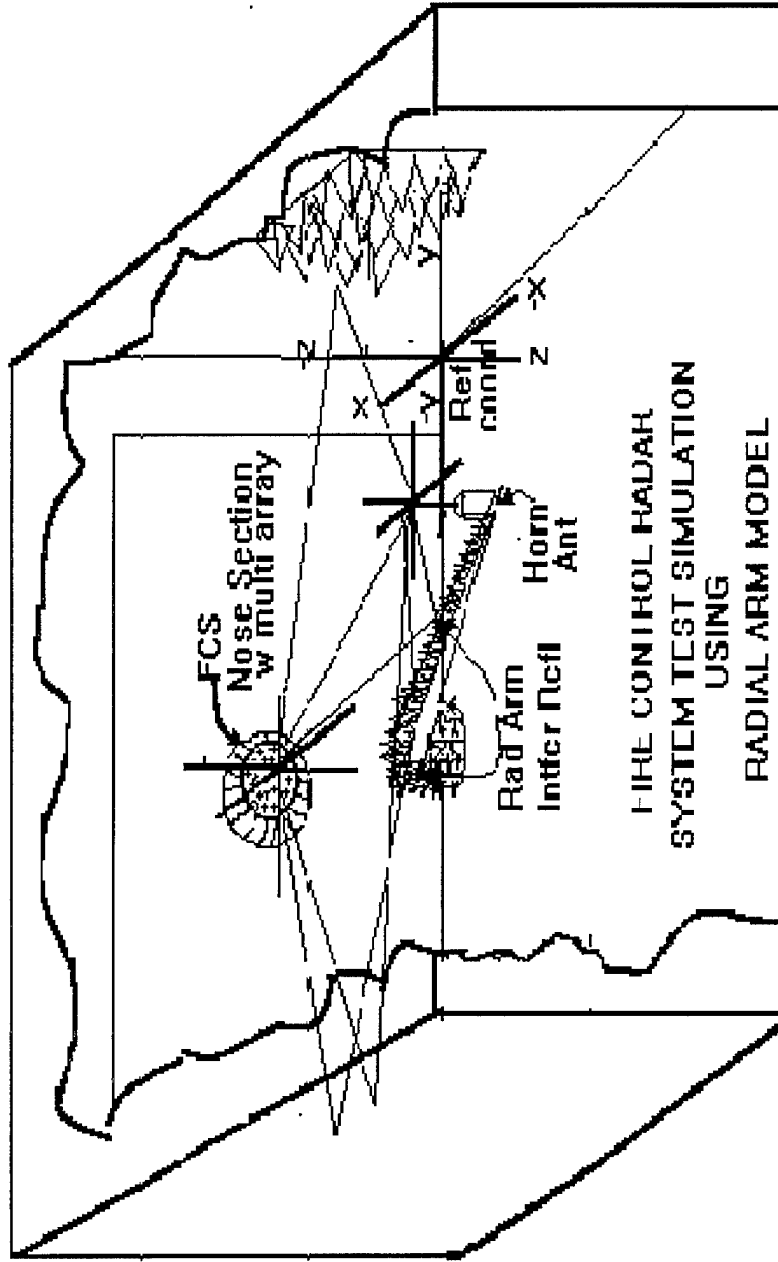 FCS
Nose Section
w multi array
-Z
X
-Y
Y
Ref
coord
-X
Z
Horn
Ant
Rad Arm
FIRE CONTROL RADAR
SYSTEM TEST SIMULATION
USING
RADIAL ARM MODEL